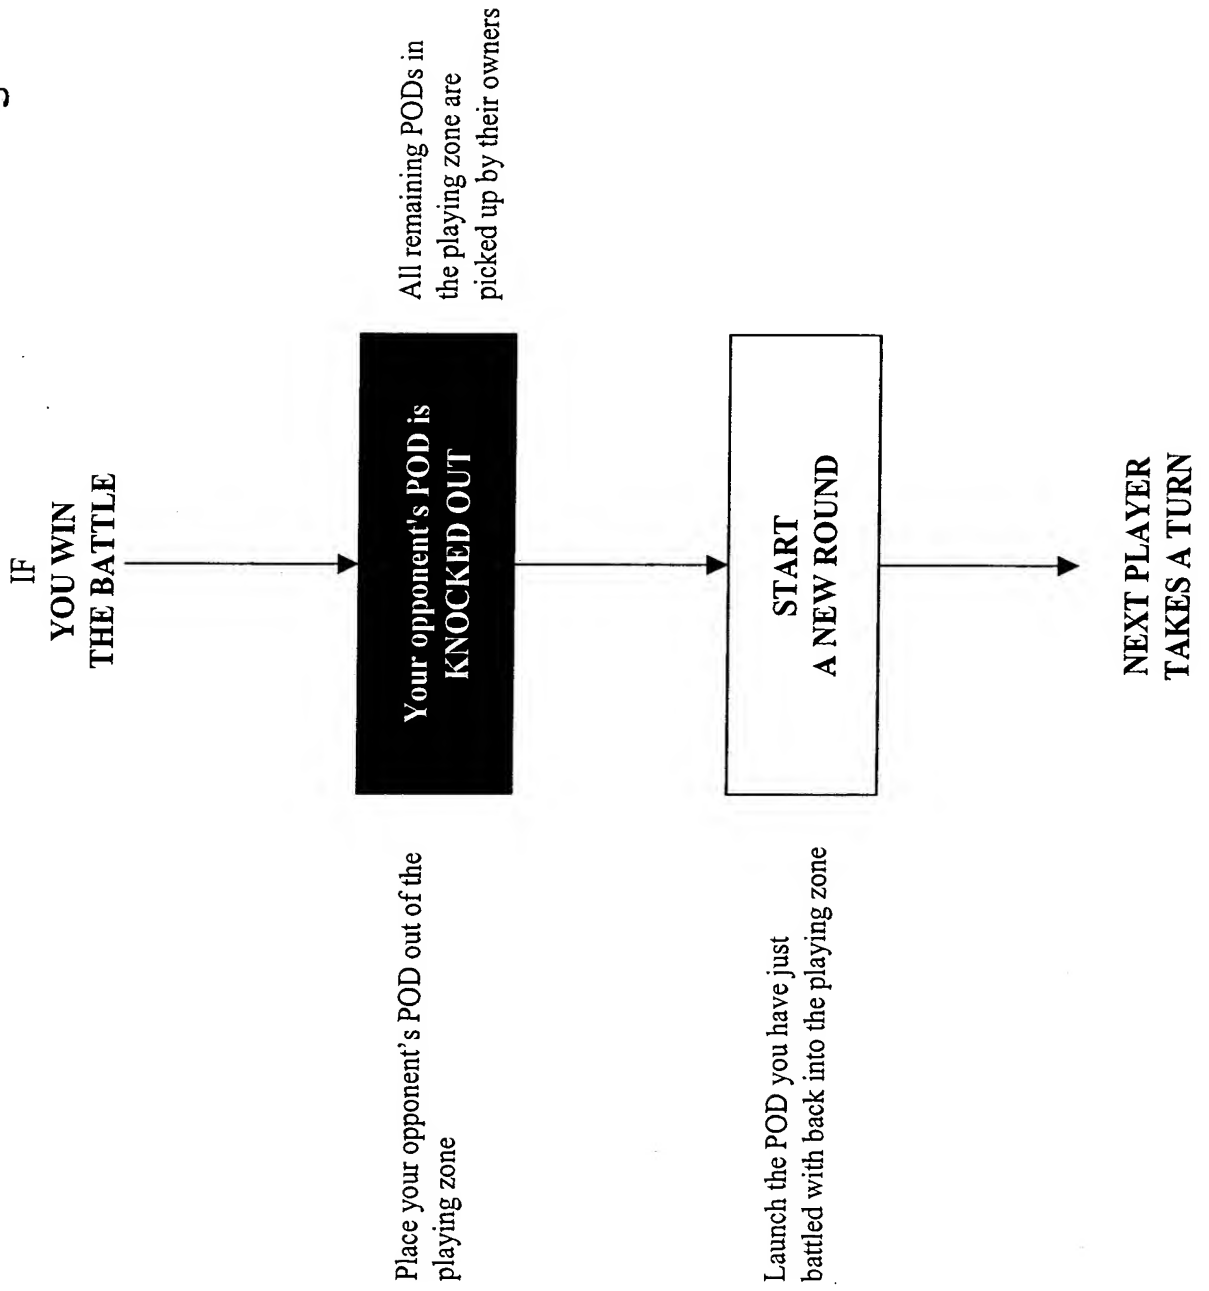 IF
YOU WIN
THE BATTLE
Place your opponent's POD out of the
playing zone
Your opponent's POD is
KNOCKED OUT
All remaining PODs in
the playing zone are
picked up by their owners
Launch the POD you have just
battled with back into the playing zone
START
A NEW ROUND
NEXT PLAYER
TAKES A TURN